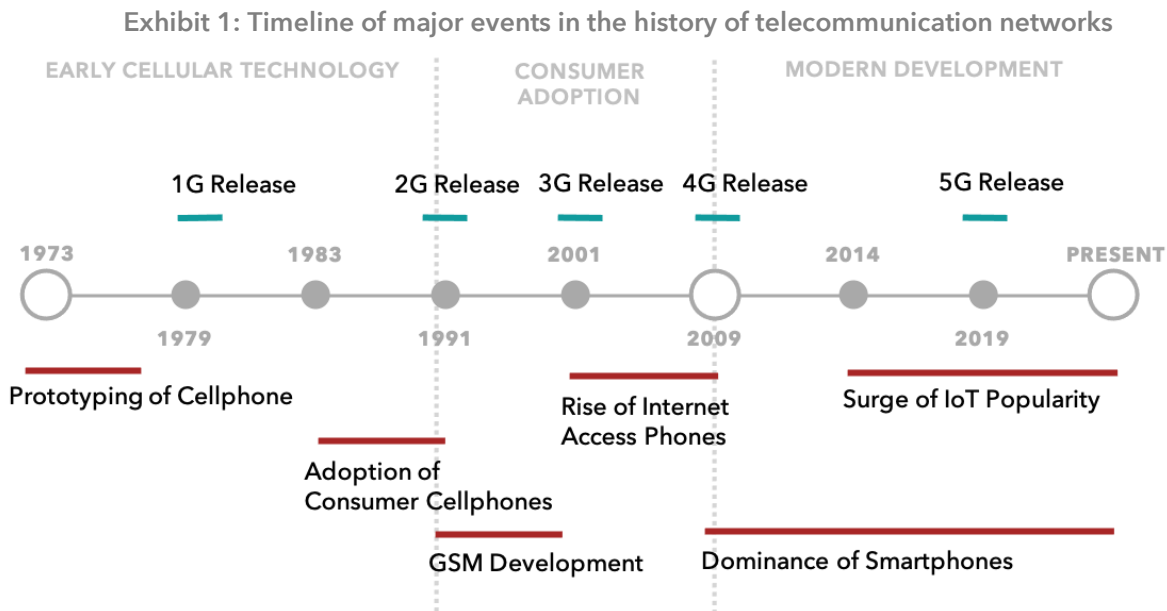 Exhibit 1: Timeline of major events in the history of telecommunication networks
EARLY CELLULAR TECHNOLOGY
CONSUMER
ADOPTION
MODERN DEVELOPMENT
1G Release
2G Release
3G Release
4G Release
5G Release
1973
1983
2001
2014
PRESENT
1979
1991
2009
2019
Prototyping of Cellphone
Rise of Internet
Access Phones
Surge of IoT Popularity
Adoption of
Consumer Cellphones
GSM Development
Dominance of Smartphones